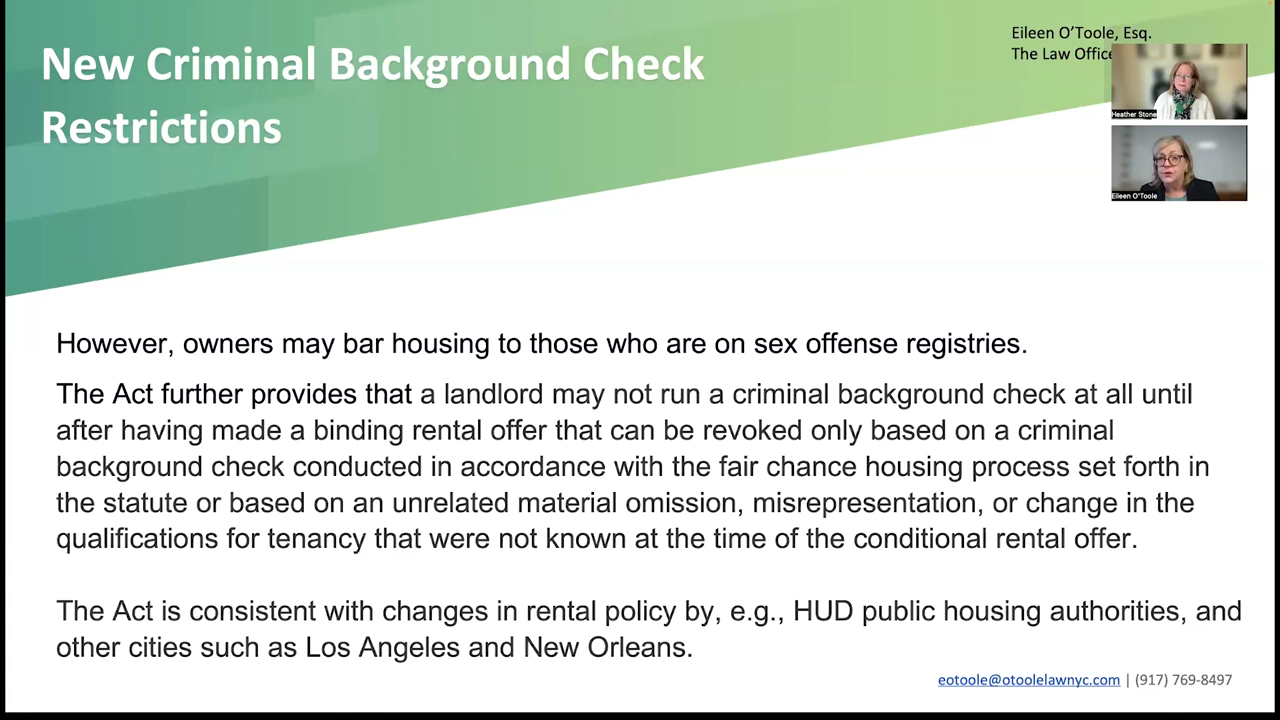 New Criminal Background Check
Restrictions
Eileen O'Toole, Esq.
The Law Office
Heather Stone
Eileen O'Toole
However, owners may bar housing to those who are on sex offense registries.
The Act further provides that a landlord may not run a criminal background check at all until
after having made a binding rental offer that can be revoked only based on a criminal
background check conducted in accordance with the fair chance housing process set forth in
the statute or based on an unrelated material omission, misrepresentation, or change in the
qualifications for tenancy that were not known at the time of the conditional rental offer.
The Act is consistent with changes in rental policy by, e.g., HUD public housing authorities, and
other cities such as Los Angeles and New Orleans.
eotoole@otoolelawnyc.com | (917) 769-8497